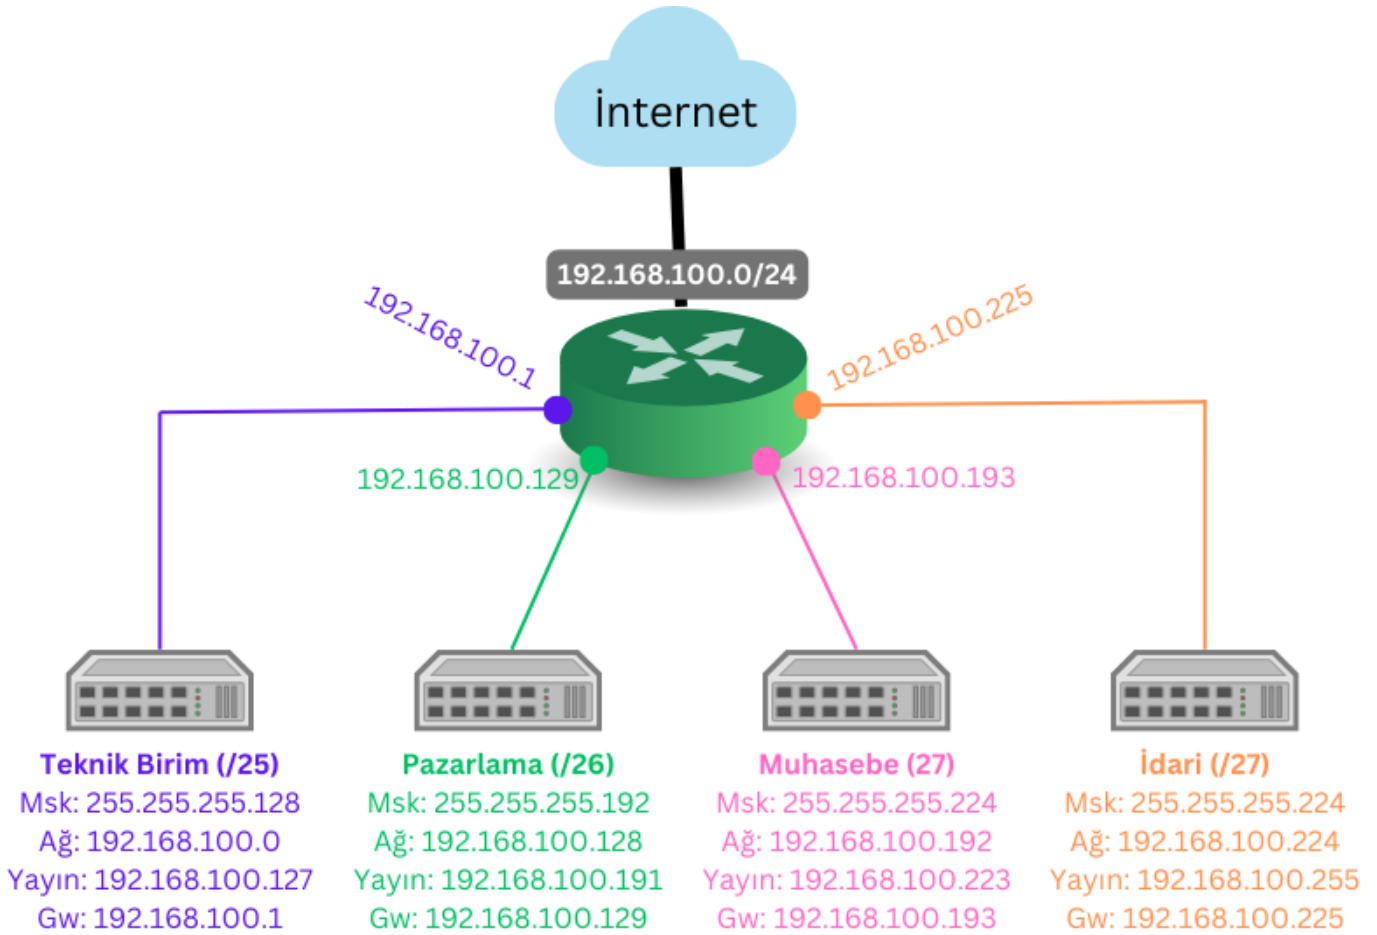 İnternet
192.168.100.0/24
192.168.100.1
192.168.100.225
192.168.100.129
192.168.100.193
Teknik Birim (/25)
Msk: 255.255.255.128
Ağ: 192.168.100.0
Yayın: 192.168.100.127
Gw: 192.168.100.1
Pazarlama (/26)
Msk: 255.255.255.192
Ağ: 192.168.100.128
Yayın: 192.168.100.191
Gw: 192.168.100.129
Muhasebe (27)
Msk: 255.255.255.224
Ağ: 192.168.100.192
Yayın: 192.168.100.223
Gw: 192.168.100.193
İdari (/27)
Msk: 255.255.255.224
Ağ: 192.168.100.224
Yayın: 192.168.100.255
Gw: 192.168.100.225